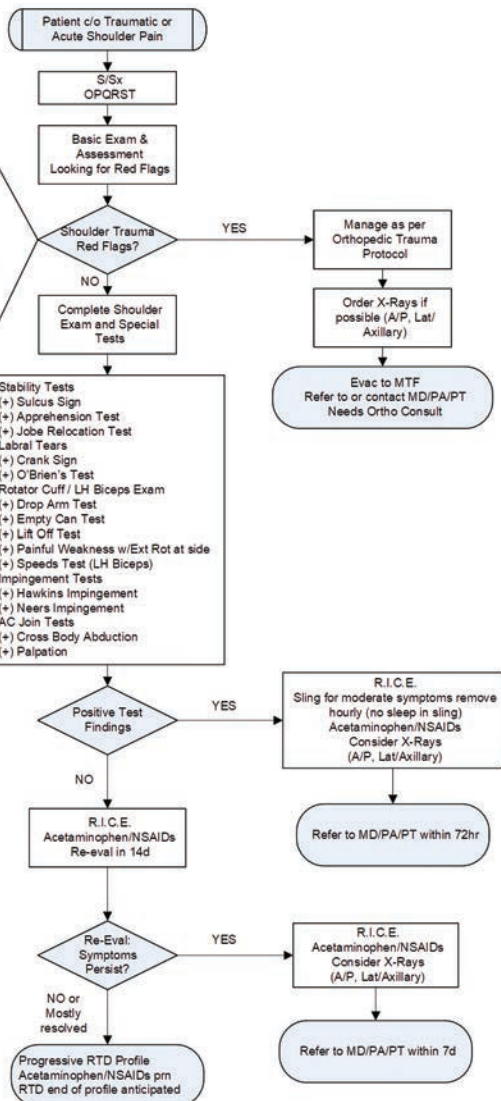 Patient c/o Traumatic or
Acute Shoulder Pain
S/Sx
OPQRST
Basic Exam &
Assessment
Looking for Red Flags
Shoulder Trauma
Red Flags?
YES
Manage as per
Orthopedic Trauma
Protocol
Order X-Rays if
possible (A/P, Lat/
Axillary)
Evac to MTF
Refer to or contact MD/PA/PT
Needs Ortho Consult
NO
Complete Shoulder
Exam and Special
Tests
Stability Tests
(+) Sulcus Sign
(+) Apprehension Test
(+) Jobe Relocation Test
Labral Tears
(+) Crank Sign
(+) O'Brien's Test
Rotator Cuff / LH Biceps Exam
(+) Drop Arm Test
(+) Empty Can Test
(+) Lift Off Test
(+) Painful Weakness w/Ext Rot at side
(+) Speeds Test (LH Biceps)
Impingement Tests
(+) Hawkins Impingement
(+) Neers Impingement
AC Join Tests
(+) Cross Body Abduction
(+) Palpation
Positive Test
Findings
YES
R.I.C.E.
Sling for moderate symptoms remove
hourly (no sleep in sling)
Acetaminophen/NSAIDs
Consider X-Rays
(A/P, Lat/Axillary)
Refer to MD/PA/PT within 72hr
NO
R.I.C.E.
Acetaminophen/NSAIDs
Re-eval in 14d
Re-Eval:
Symptoms
Persist?
YES
R.I.C.E.
Acetaminophen/NSAIDs
Consider X-Rays
(A/P, Lat/Axillary)
Refer to MD/PA/PT within 7d
NO or
Mostly
resolved
Progressive RTD Profile
Acetaminophen/NSAIDs prn
RTD end of profile anticipated